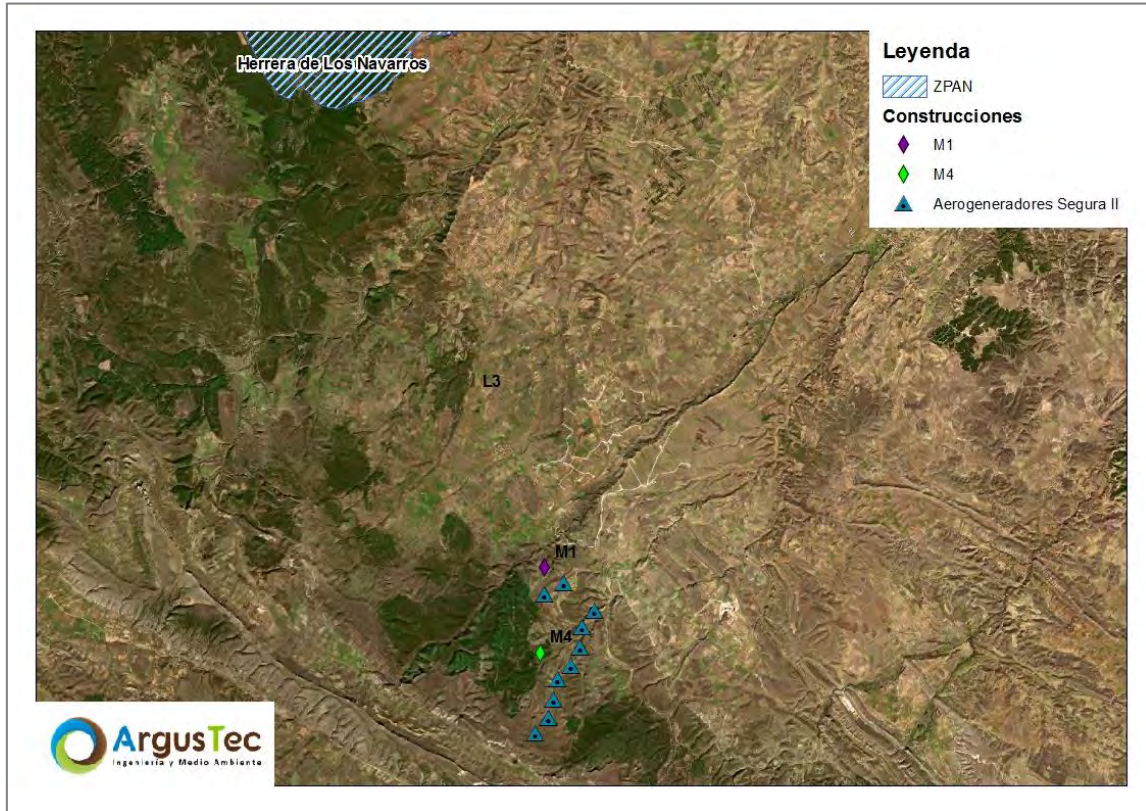 Herrera de Los Navarros
Leyenda
ZPAN
Construcciones
M1
M4
Aerogeneradores Segura II
L3
M1
M4
ArgusTec
Ingeniería y Medio Ambiente